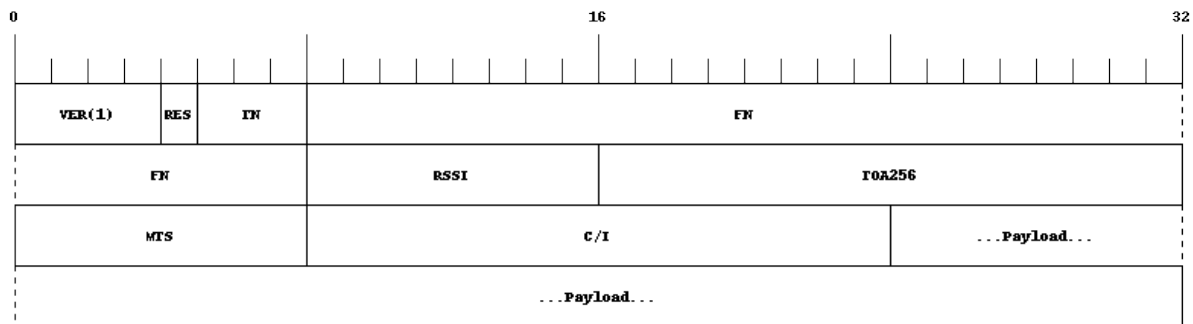 0 16 32
VER(1) RES TN FN
FN RSSI TOA256
MTS C/I ...Payload...
...Payload...